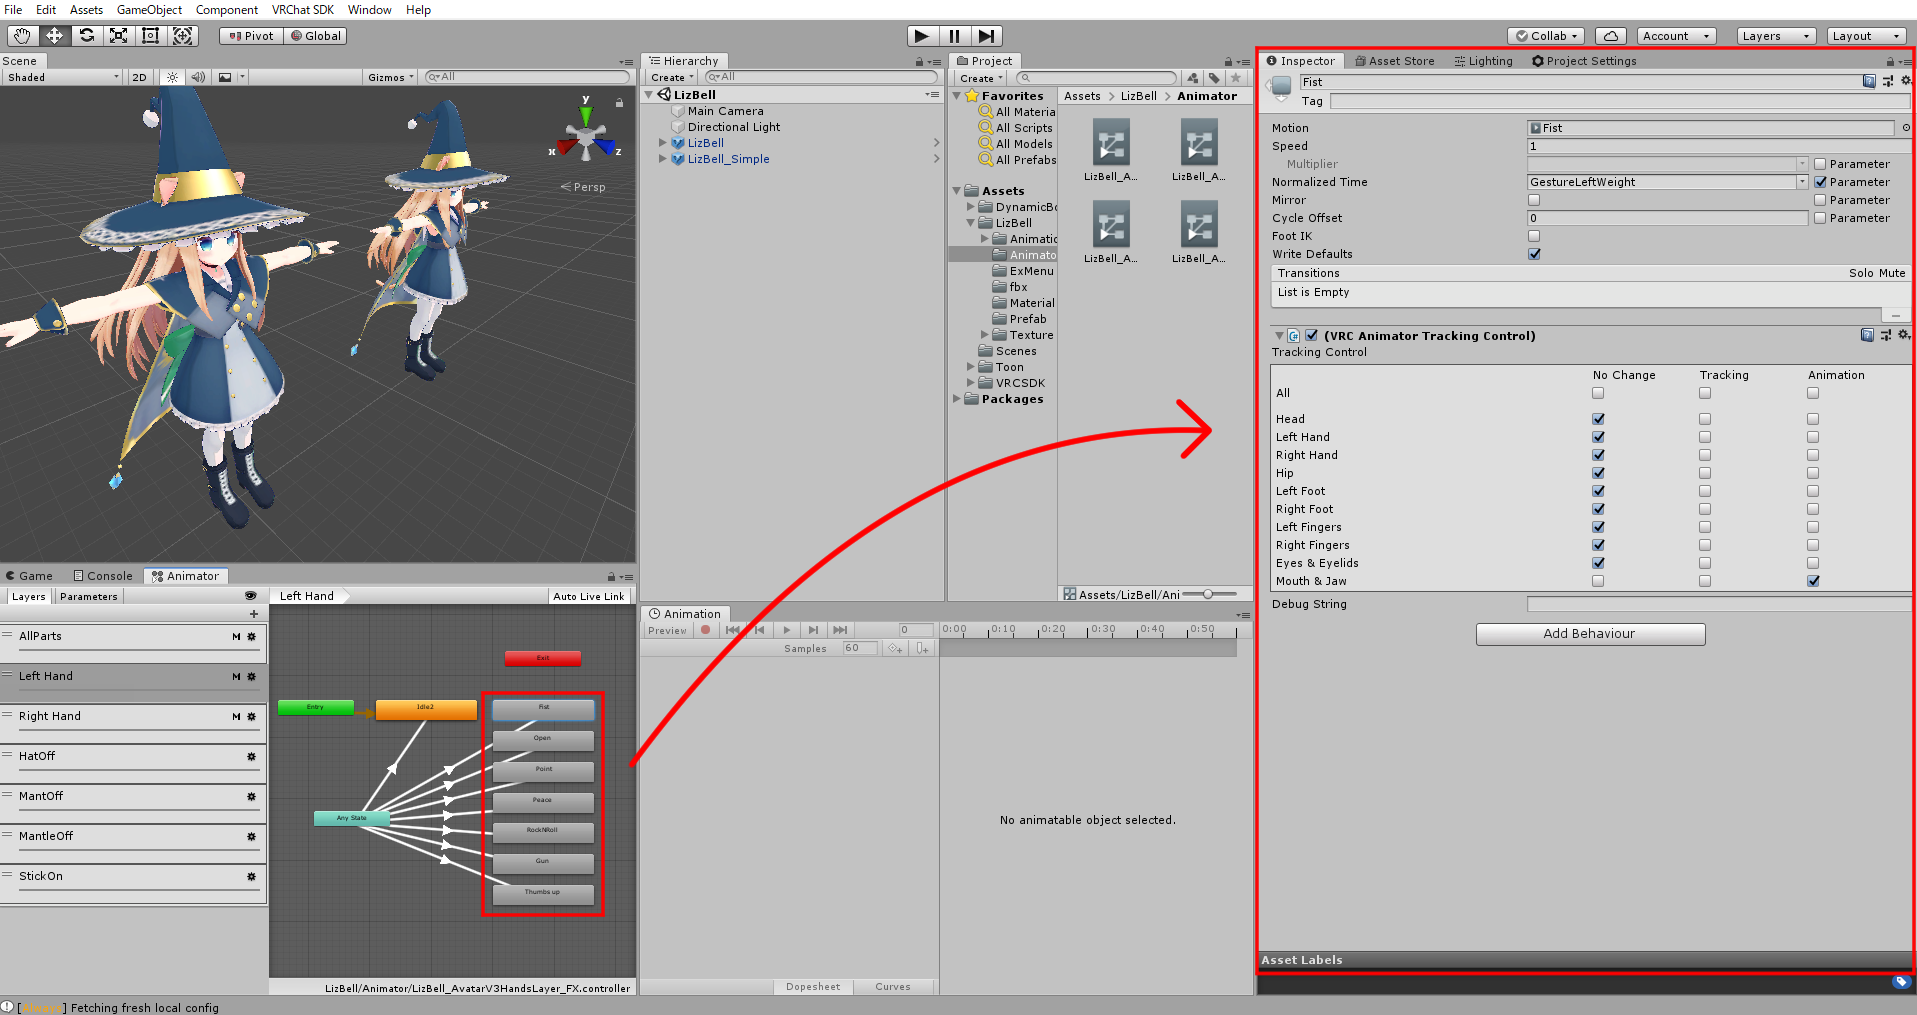 File Edit Assets GameObject Component VRChat SDK Window Help
Pivot Global
Collab Account Layers Layout
Scene
Shaded 2D Gizmos All
y x z
Persp
Hierarchy
Create All
LizBell
Main Camera
Directional Light
LizBell
LizBell_Simple
Project
Create
Favorites
All Materia
All Scripts
All Models
All Prefabs
Assets
DynamicBo
LizBell
Animatio
Animato
ExMenu
fbx
Material
Prefab
Texture
Scenes
Toon
VRCSDK
Packages
Assets > LizBell > Animator
LizBell_A... LizBell_A...
LizBell_A... LizBell_A...
Assets/LizBell/Ani
Inspector Asset Store Lighting Project Settings
Fist
Tag
Motion Fist
Speed 1
Multiplier Parameter
Normalized Time GestureLeftWeight Parameter
Mirror Parameter
Cycle Offset 0 Parameter
Foot IK
Write Defaults
Transitions Solo Mute
List is Empty
(VRC Animator Tracking Control)
Tracking Control
No Change Tracking Animation
All
Head
Left Hand
Right Hand
Hip
Left Foot
Right Foot
Left Fingers
Right Fingers
Eyes & Eyelids
Mouth & Jaw
Debug String
Add Behaviour
Asset Labels
Game Console Animator
Layers Parameters
Left Hand Auto Live Link
AllParts M
Left Hand M
Right Hand M
HatOff
MantOff
MantleOff
StickOn
Exit
Entry
Idle2
Fist
Open
Point
Peace
RockNRoll
Gun
Thumbs up
Any State
LizBell/Animator/LizBell_AvatarV3HandsLayer_FX.controller
Animation
Preview 0 0:00 0:10 0:20 0:30 0:40 0:50
Samples 60
No animatable object selected.
Dopesheet Curves
[Always] Fetching fresh local config